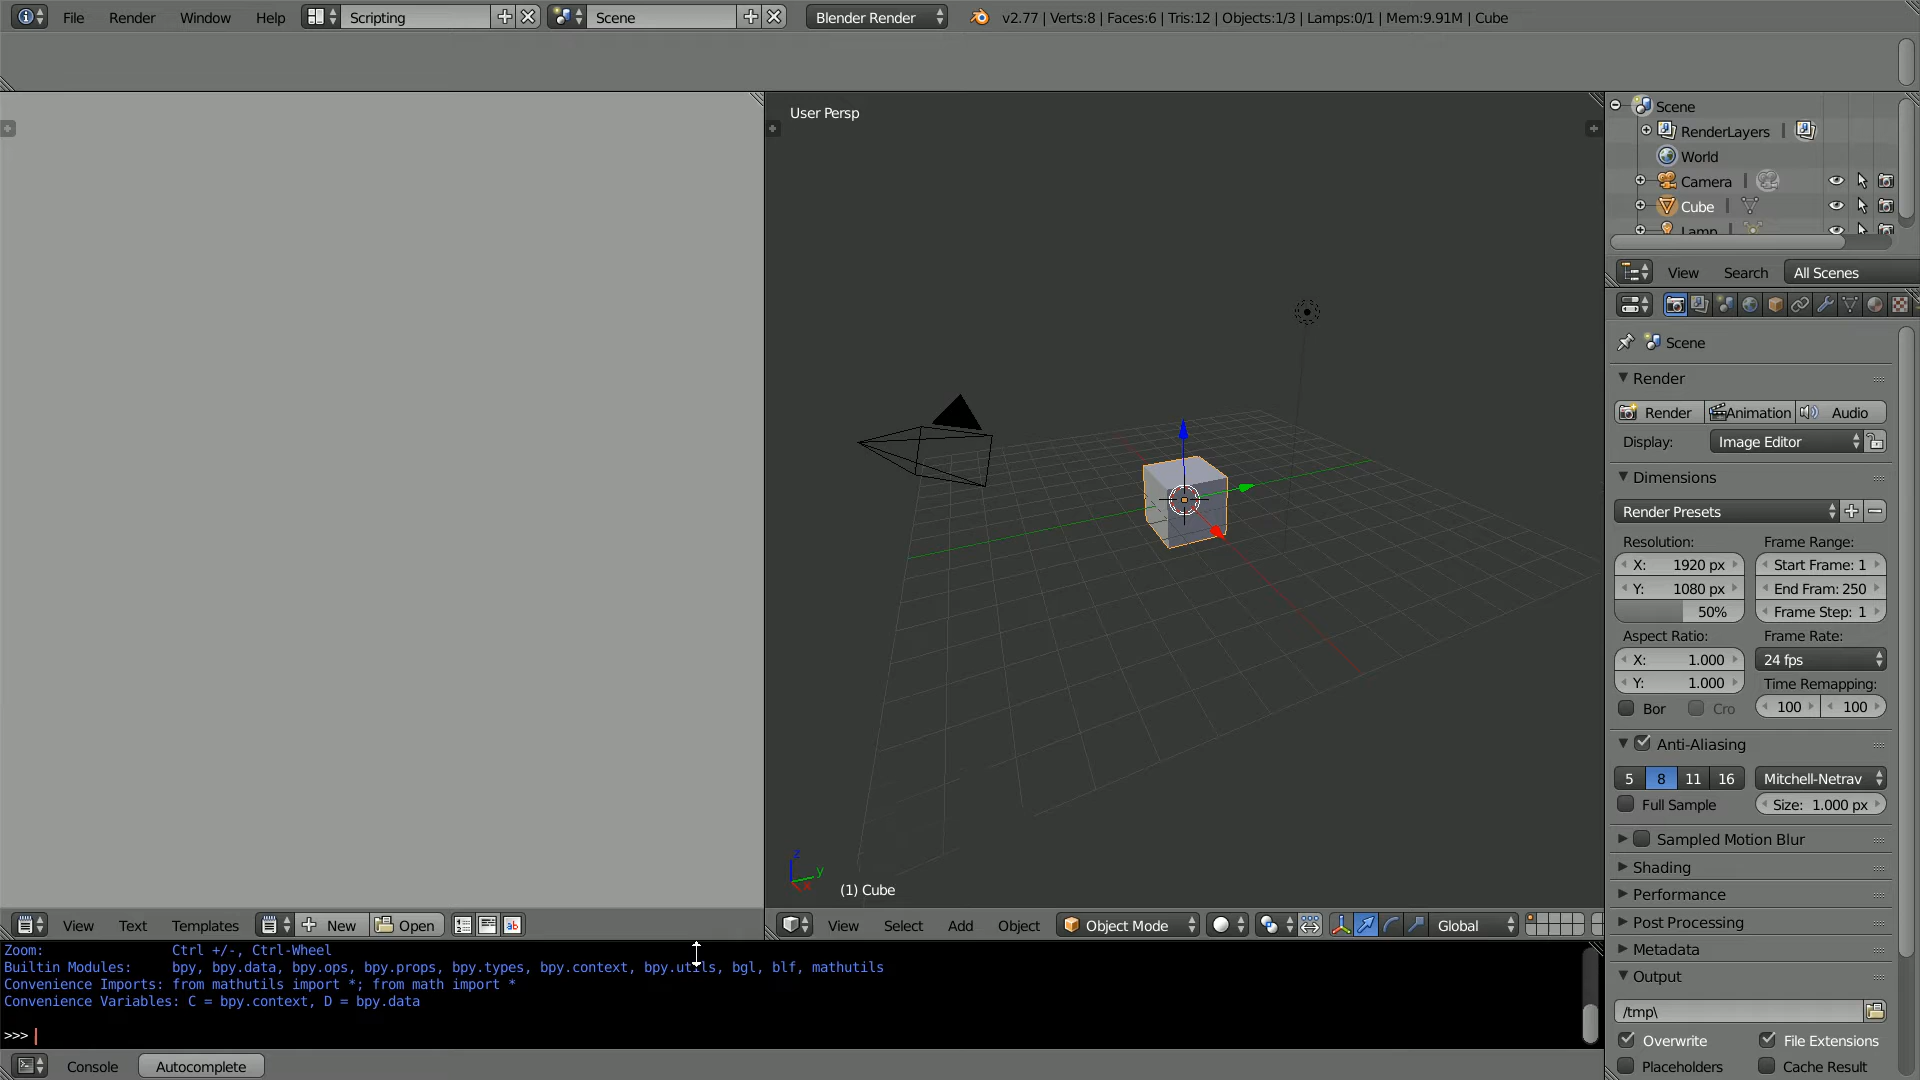 File Render Window Help Scripting Scene Blender Render v2.77 | Verts:8 | Faces:6 | Tris:12 | Objects:1/3 | Lamps:0/1 | Mem:9.91M | Cube
User Persp
(1) Cube
View Text Templates New Open
View Select Add Object Object Mode Global
Zoom: Ctrl +/-, Ctrl-Wheel
Builtin Modules: bpy, bpy.data, bpy.ops, bpy.props, bpy.types, bpy.context, bpy.utils, bgl, blf, mathutils
Convenience Imports: from mathutils import *; from math import *
Convenience Variables: C = bpy.context, D = bpy.data
>>>
Console Autocomplete
Scene
RenderLayers
World
Camera
Cube
Lamp
View Search All Scenes
Scene
Render
Render Animation Audio
Display: Image Editor
Dimensions
Render Presets
Resolution: Frame Range:
X: 1920 px Start Frame: 1
Y: 1080 px End Fram: 250
50% Frame Step: 1
Aspect Ratio: Frame Rate:
X: 1.000 24 fps
Y: 1.000 Time Remapping:
Bor Cro 100 100
Anti-Aliasing
5 8 11 16 Mitchell-Netrav
Full Sample Size: 1.000 px
Sampled Motion Blur
Shading
Performance
Post Processing
Metadata
Output
/tmp\
Overwrite File Extensions
Placeholders Cache Result